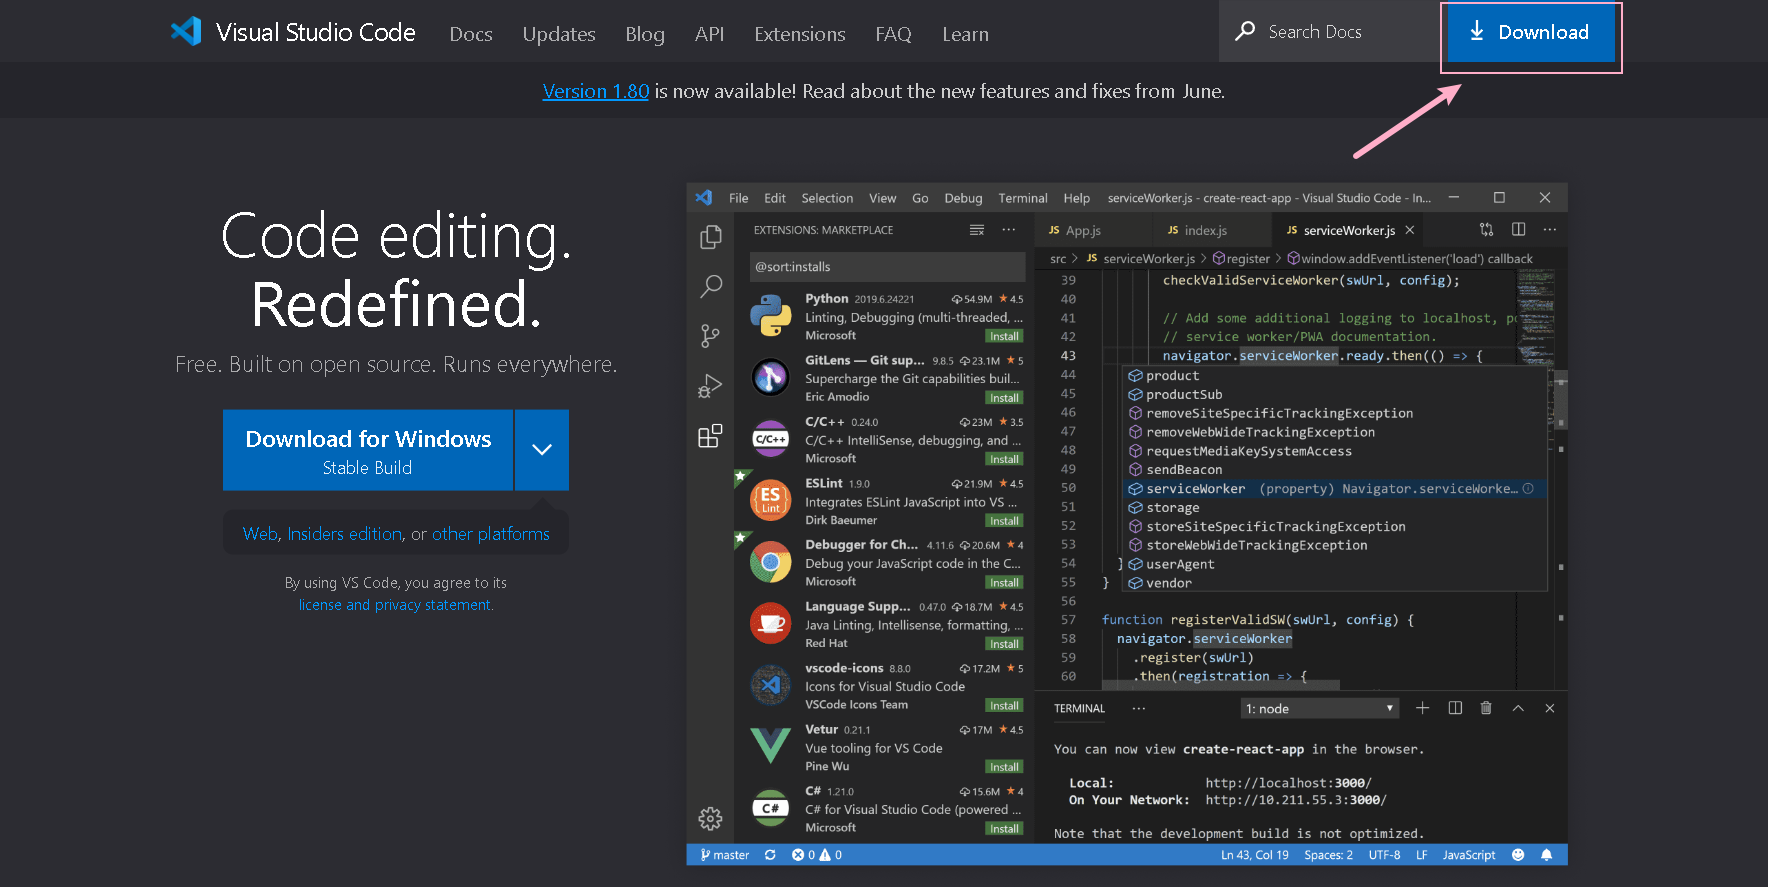 Visual Studio Code Docs Updates Blog API Extensions FAQ Learn Search Docs Download
Version 1.80 is now available! Read about the new features and fixes from June.
Code editing.
Redefined.
Free. Built on open source. Runs everywhere.
Download for Windows
Stable Build
Web, Insiders edition, or other platforms
By using VS Code, you agree to its
license and privacy statement.
File Edit Selection View Go Debug Terminal Help serviceWorker.js - create-react-app - Visual Studio Code - In...
EXTENSIONS: MARKETPLACE
@sort:installs
Python 2019.6.24221 54.9M 4.5
Linting, Debugging (multi-threaded, ...
Microsoft Install
GitLens — Git sup... 9.8.5 23.1M 5
Supercharge the Git capabilities buil...
Eric Amodio Install
C/C++ C/C++ 0.24.0 23M 3.5
C/C++ IntelliSense, debugging, and ...
Microsoft Install
ESLint 1.9.0 21.9M 4.5
ES Lint
Integrates ESLint JavaScript into VS ...
Dirk Baeumer Install
Debugger for Ch... 4.11.6 20.6M 4
Debug your JavaScript code in the C...
Microsoft Install
Language Supp... 0.47.0 18.7M 4.5
Java Linting, Intellisense, formatting, ...
Red Hat Install
vscode-icons 8.8.0 17.2M 5
Icons for Visual Studio Code
VSCode Icons Team Install
Vetur 0.21.1 17M 4.5
Vue tooling for VS Code
Pine Wu Install
C# C# 1.21.0 15.6M 4
C# for Visual Studio Code (powered ...
Microsoft Install
JS App.js JS index.js JS serviceWorker.js
src > JS serviceWorker.js > register > window.addEventListener('load') callback
39 checkValidServiceWorker(swUrl, config);
40
41 // Add some additional logging to localhost, p
42 // service worker/PWA documentation.
43 navigator.serviceWorker.ready.then(() => {
44 product
45 productSub
46 removeSiteSpecificTrackingException
47 removeWebWideTrackingException
48 requestMediaKeySystemAccess
49 sendBeacon
50 serviceWorker (property) Navigator.serviceWorke...
51 storage
52 storeSiteSpecificTrackingException
53 storeWebWideTrackingException
54 } userAgent
55 } vendor
56
57 function registerValidSW(swUrl, config) {
58 navigator.serviceWorker
59 .register(swUrl)
60 .then(registration => {
TERMINAL ... 1: node
You can now view create-react-app in the browser.
Local: http://localhost:3000/
On Your Network: http://10.211.55.3:3000/
Note that the development build is not optimized.
master 0 0 Ln 43, Col 19 Spaces: 2 UTF-8 LF JavaScript